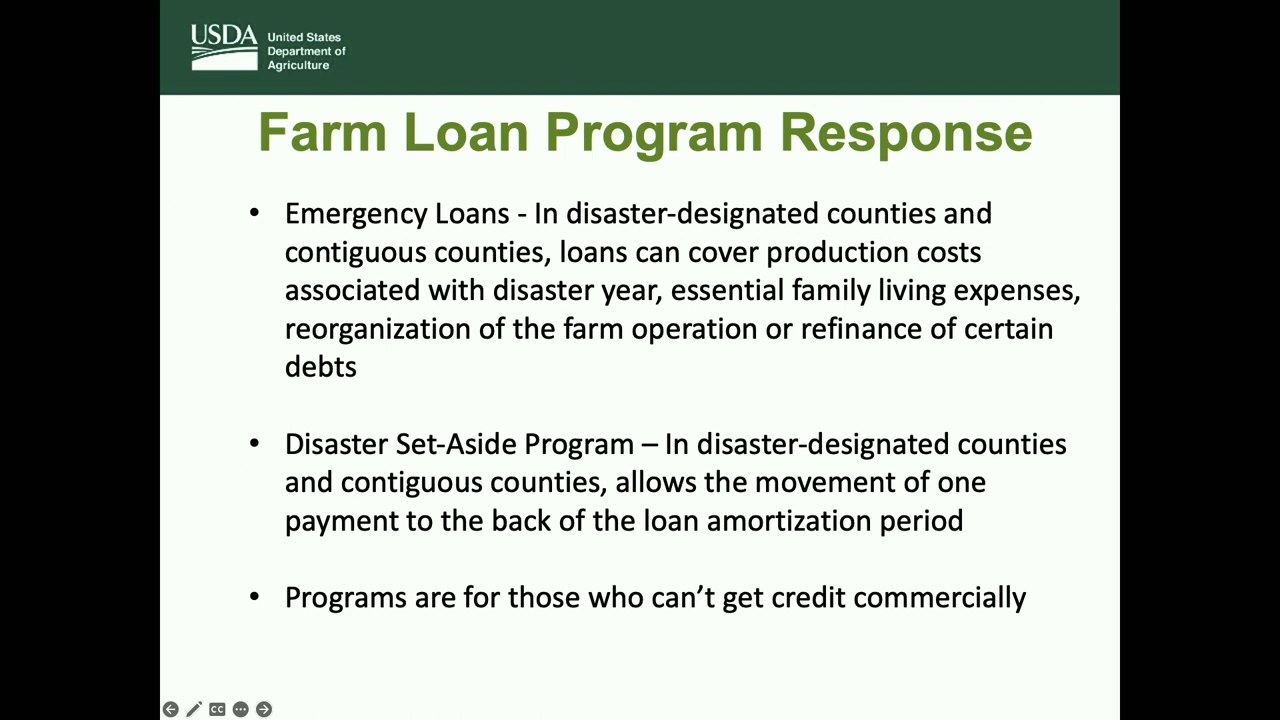 USDA
United States
Department of
Agriculture
Farm Loan Program Response
• Emergency Loans - In disaster-designated counties and
contiguous counties, loans can cover production costs
associated with disaster year, essential family living expenses,
reorganization of the farm operation or refinance of certain
debts
• Disaster Set-Aside Program – In disaster-designated counties
and contiguous counties, allows the movement of one
payment to the back of the loan amortization period
• Programs are for those who can’t get credit commercially
CC